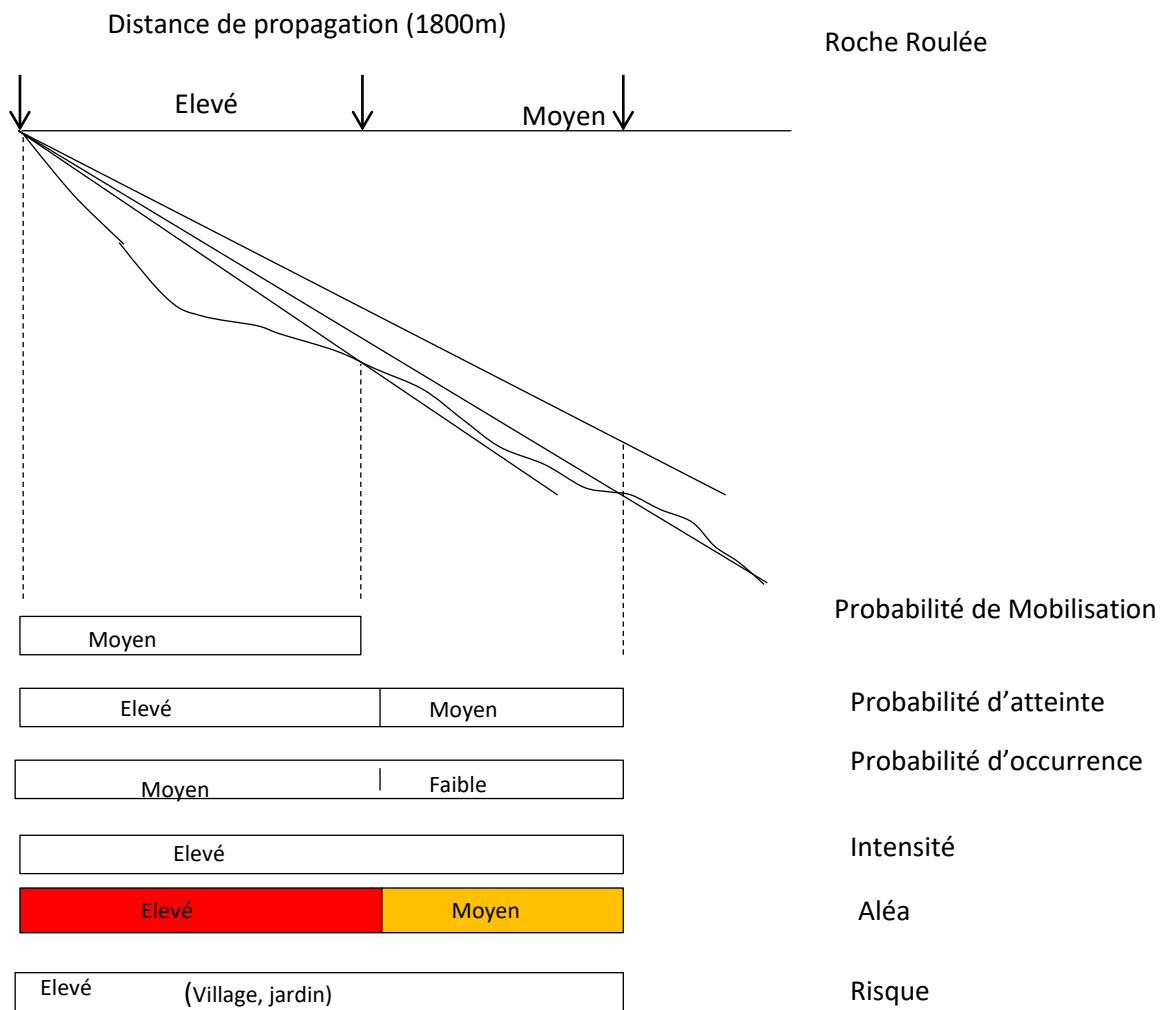 Distance de propagation (1800m)
Roche Roulée
Elevé
Moyen
Probabilité de Mobilisation
Moyen
Elevé
Moyen
Probabilité d’atteinte
Moyen
Faible
Probabilité d’occurrence
Elevé
Intensité
Elevé
Moyen
Aléa
Elevé
(Village, jardin)
Risque